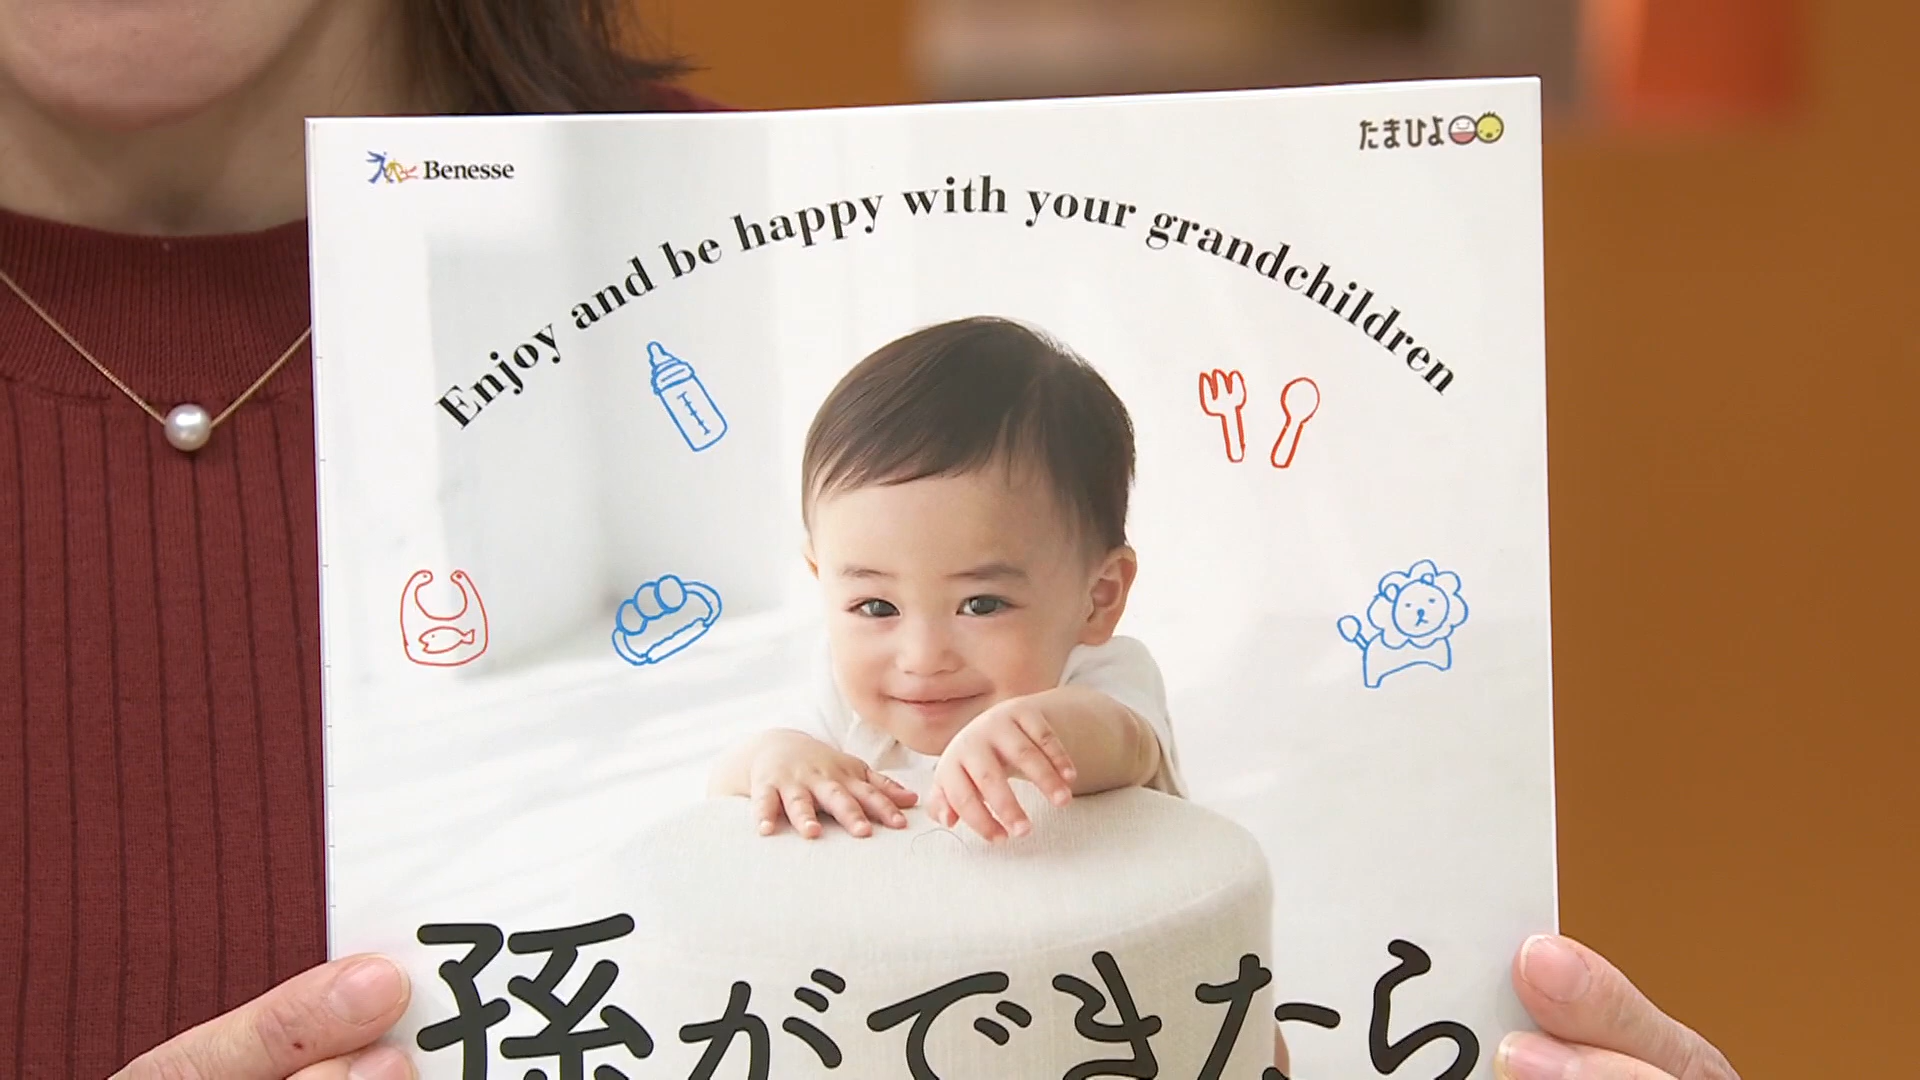 Benesse
たまひよ
Enjoy and be happy with your grandchildren
孫ができたら